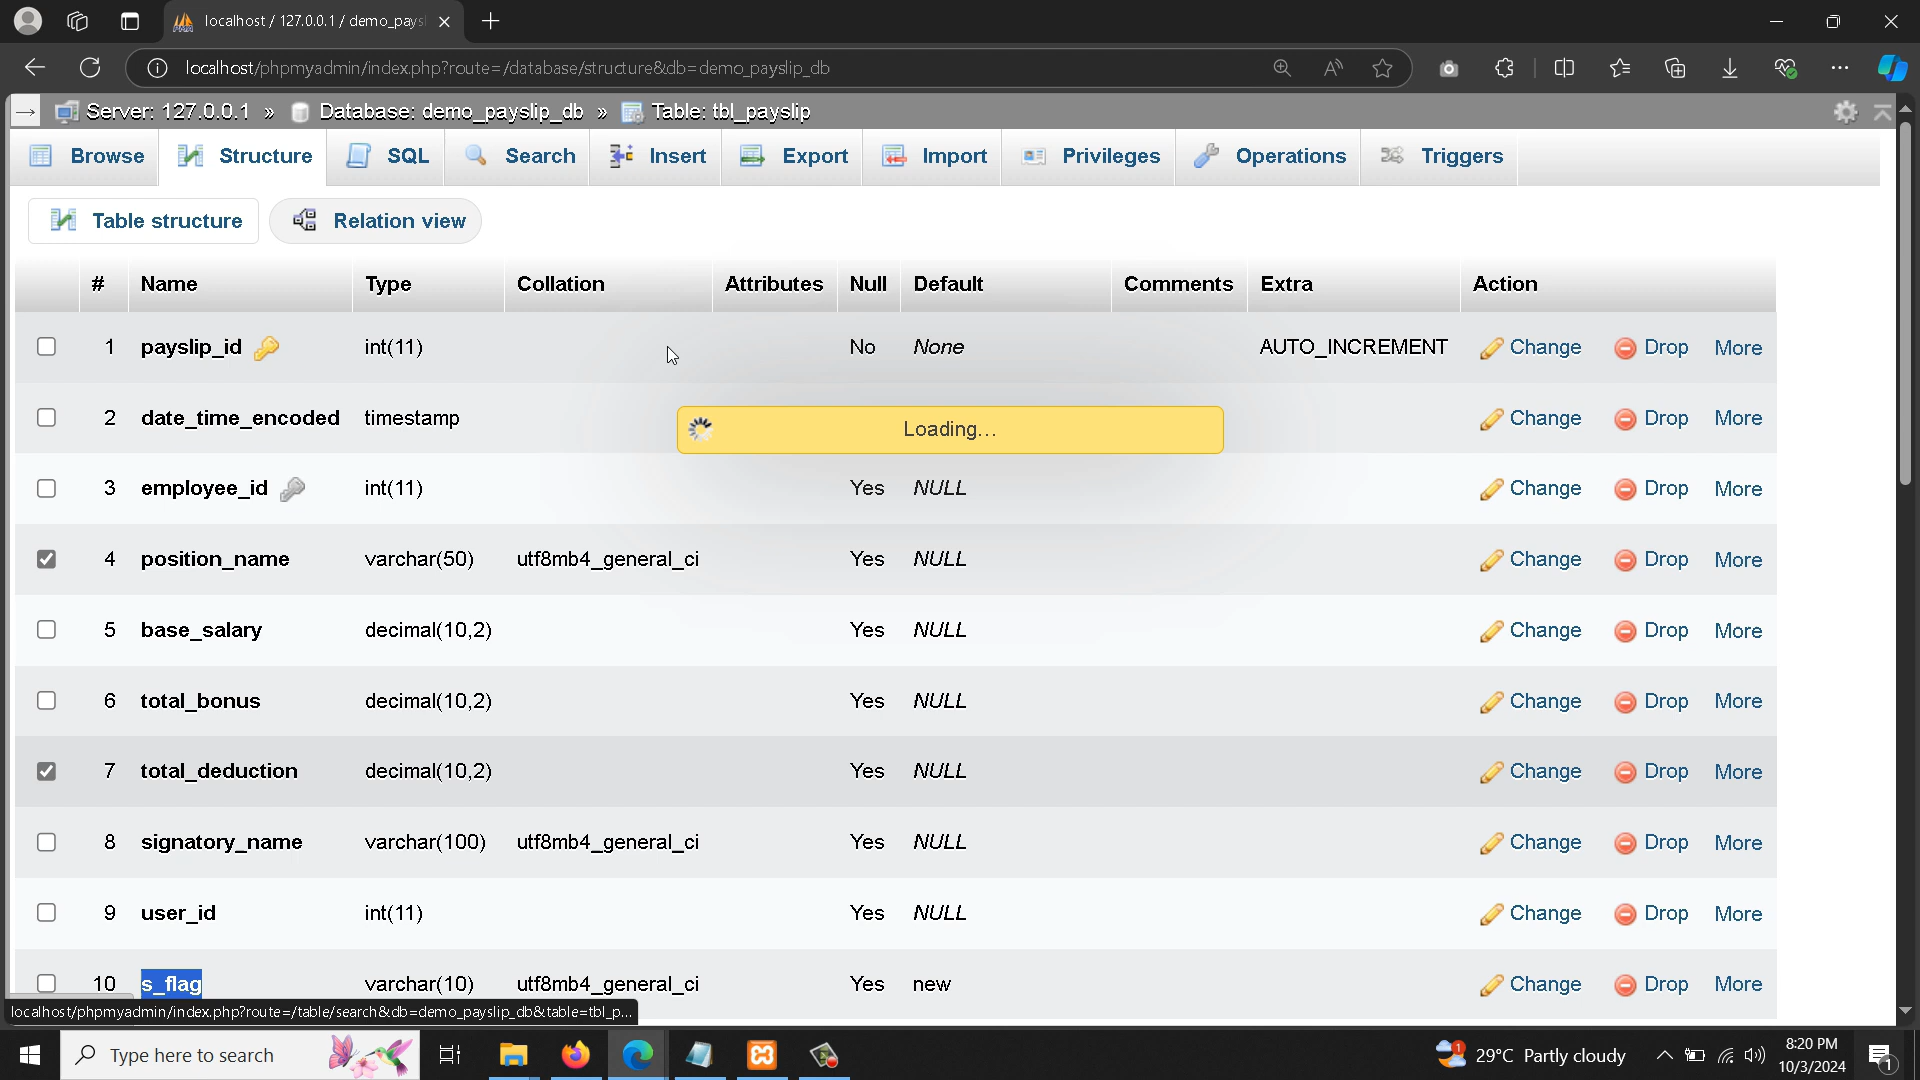 localhost / 127.0.0.1 / demo_pays
localhost/phpmyadmin/index.php?route=/database/structure&db=demo_payslip_db
Server: 127.0.0.1 » Database: demo_payslip_db » Table: tbl_payslip
Browse Structure SQL Search Insert Export Import Privileges Operations Triggers
Table structure Relation view
# Name Type Collation Attributes Null Default Comments Extra Action
1 payslip_id int(11) No None AUTO_INCREMENT Change Drop More
2 date_time_encoded timestamp Change Drop More
Loading...
3 employee_id int(11) Yes NULL Change Drop More
4 position_name varchar(50) utf8mb4_general_ci Yes NULL Change Drop More
5 base_salary decimal(10,2) Yes NULL Change Drop More
6 total_bonus decimal(10,2) Yes NULL Change Drop More
7 total_deduction decimal(10,2) Yes NULL Change Drop More
8 signatory_name varchar(100) utf8mb4_general_ci Yes NULL Change Drop More
9 user_id int(11) Yes NULL Change Drop More
10 s_flag varchar(10) utf8mb4_general_ci Yes new Change Drop More
localhost/phpmyadmin/index.php?route=/table/search&db=demo_payslip_db&table=tbl_p...
Type here to search
29°C Partly cloudy
8:20 PM
10/3/2024
1
1